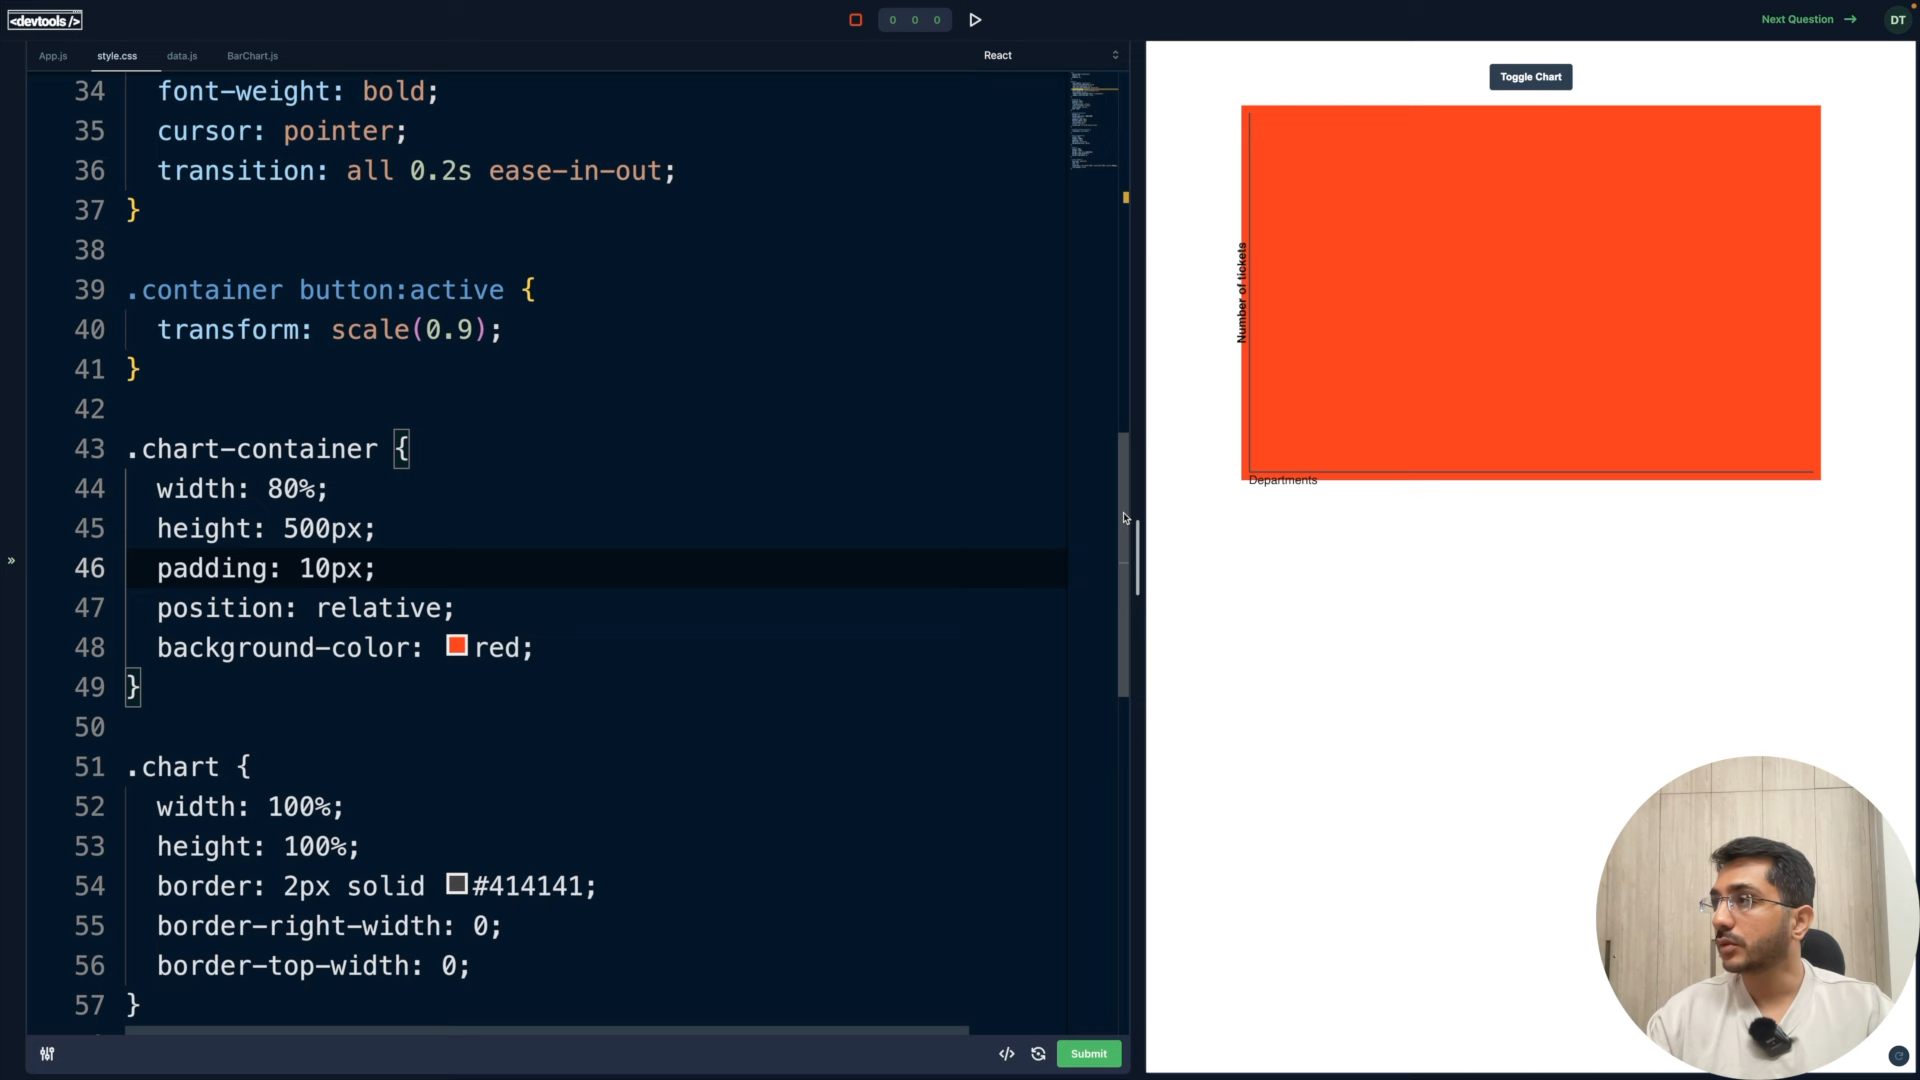 <devtools />
0 0 0
Next Question
DT
App.js style.css data.js BarChart.js
React
34 font-weight: bold;
35 cursor: pointer;
36 transition: all 0.2s ease-in-out;
37 }
38
39 .container button:active {
40 transform: scale(0.9);
41 }
42
43 .chart-container {
44 width: 80%;
45 height: 500px;
46 padding: 10px;
47 position: relative;
48 background-color: red;
49 }
50
51 .chart {
52 width: 100%;
53 height: 100%;
54 border: 2px solid #414141;
55 border-right-width: 0;
56 border-top-width: 0;
57 }
Submit
Toggle Chart
Number of tickets
Departments